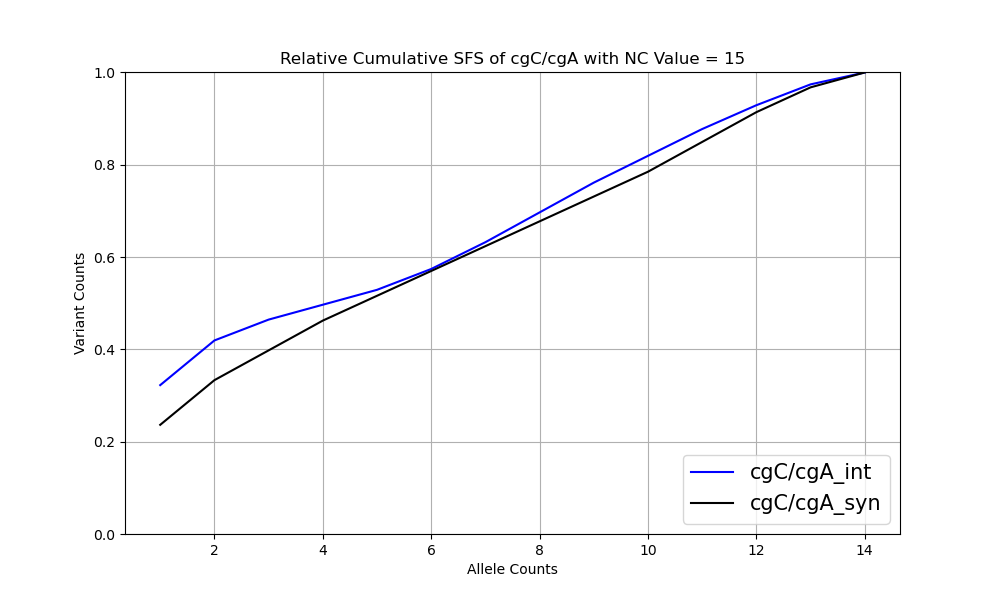 Relative Cumulative SFS of cgC/cgA with NC Value = 15
1.0
0.8
0.6
0.4
0.2
0.0
Variant Counts
cgC/cgA_int
cgC/cgA_syn
2 4 6 8 10 12 14
Allele Counts